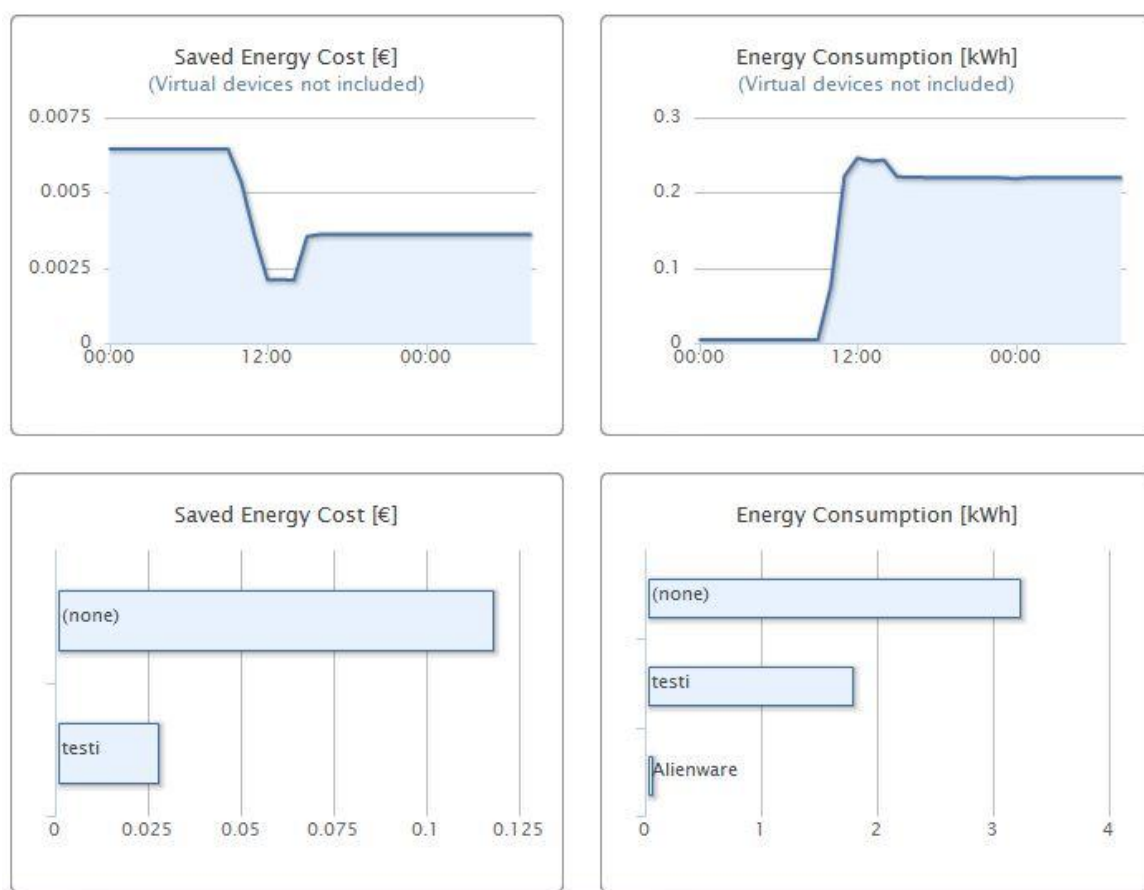 Saved Energy Cost [€]
(Virtual devices not included)
0.0075
0.005
0.0025
0
00:00 12:00 00:00
Energy Consumption [kWh]
(Virtual devices not included)
0.3
0.2
0.1
0
00:00 12:00 00:00
Saved Energy Cost [€]
(none)
testi
0 0.025 0.05 0.075 0.1 0.125
Energy Consumption [kWh]
(none)
testi
Alienware
0 1 2 3 4